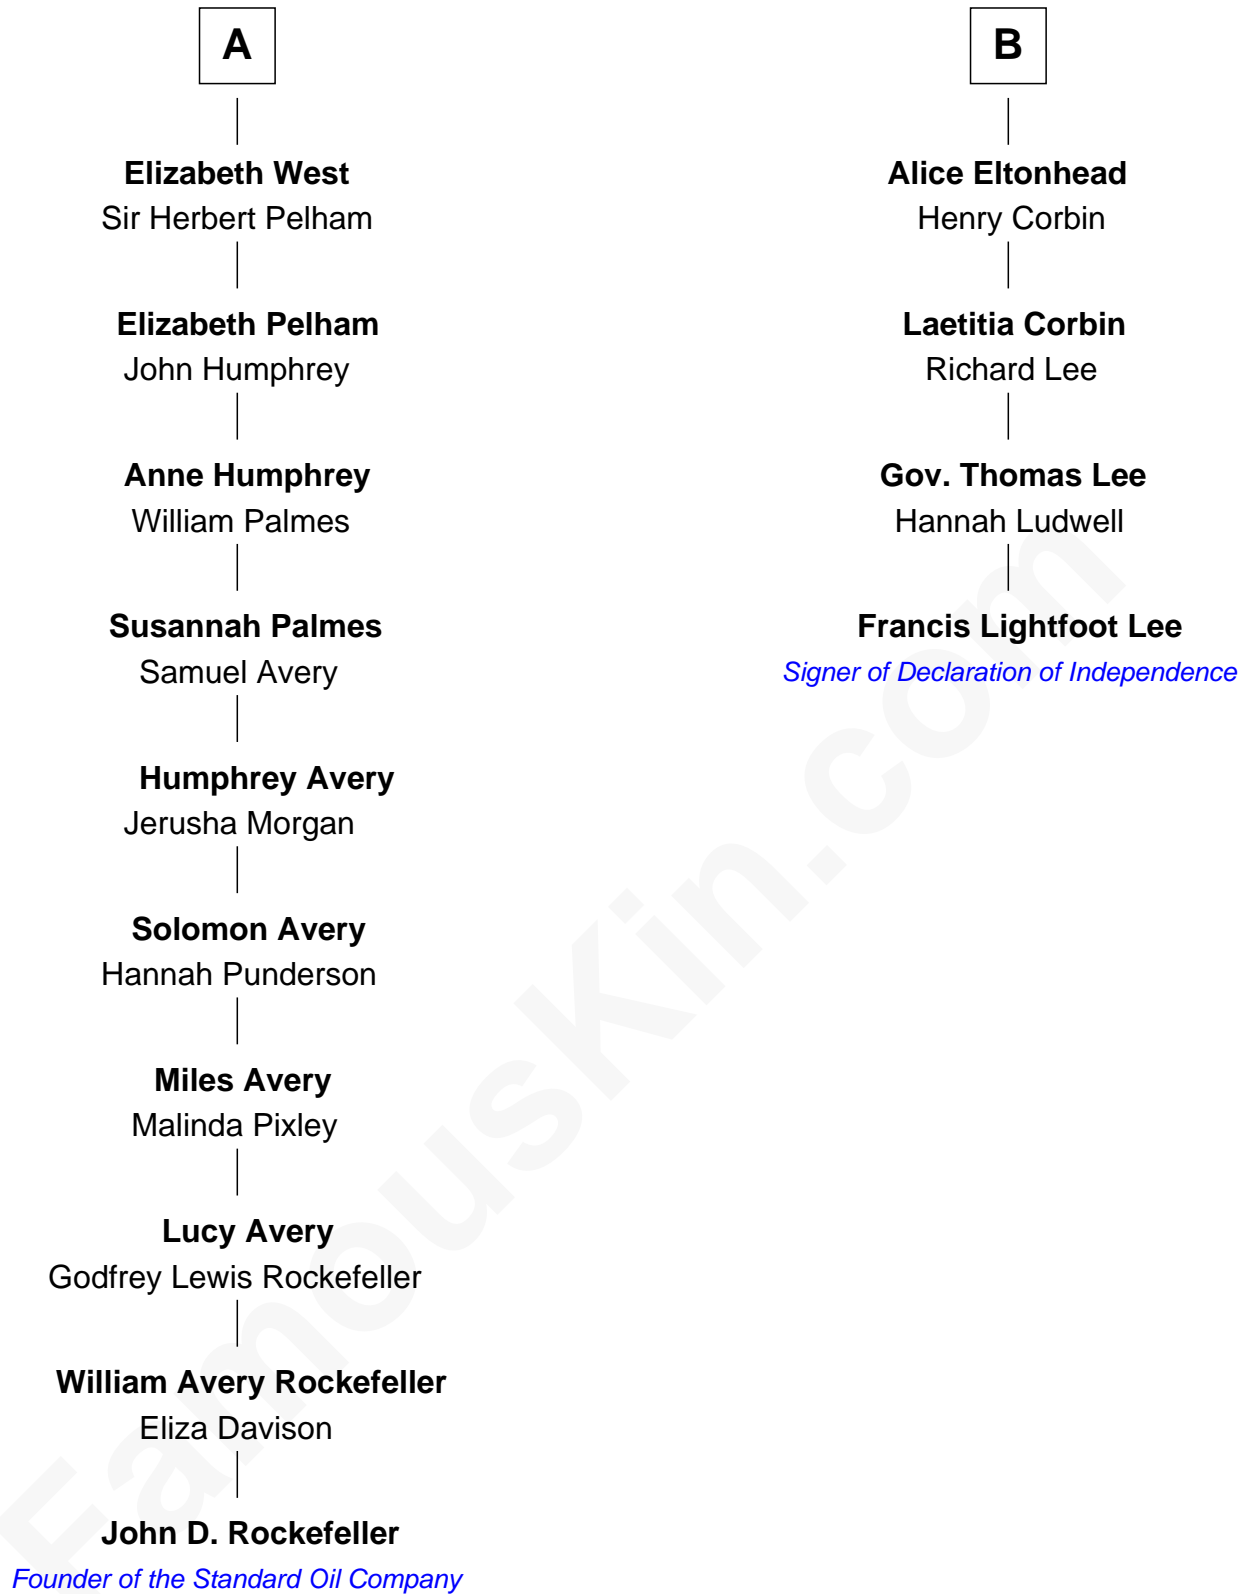 A
Elizabeth West
Sir Herbert Pelham
Elizabeth Pelham
John Humphrey
Anne Humphrey
William Palmes
Susannah Palmes
Samuel Avery
Humphrey Avery
Jerusha Morgan
Solomon Avery
Hannah Punderson
Miles Avery
Malinda Pixley
Lucy Avery
Godfrey Lewis Rockefeller
William Avery Rockefeller
Eliza Davison
John D. Rockefeller
Founder of the Standard Oil Company
B
Alice Eltonhead
Henry Corbin
Laetitia Corbin
Richard Lee
Gov. Thomas Lee
Hannah Ludwell
Francis Lightfoot Lee
Signer of Declaration of Independence
FamousKin.com